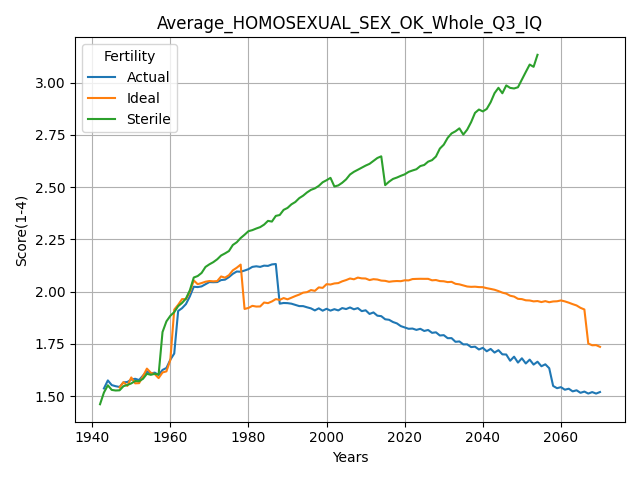 Average_HOMOSEXUAL_SEX_OK_Whole_Q3_IQ
Fertility
Actual
Ideal
Sterile
Score(1-4)
3.00
2.75
2.50
2.25
2.00
1.75
1.50
1940 1960 1980 2000 2020 2040 2060
Years